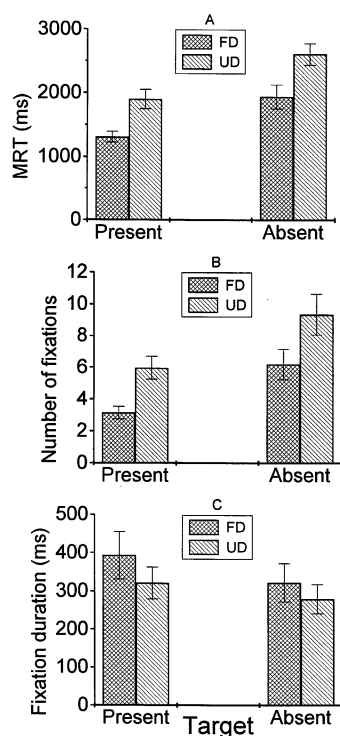 A
FD
UD
MRT (ms)
3000
2000
1000
0
Present
Absent
B
FD
UD
Number of fixations
12
10
8
6
4
2
0
Present
Absent
C
FD
UD
Fixation duration (ms)
500
400
300
200
100
0
Present
Target
Absent